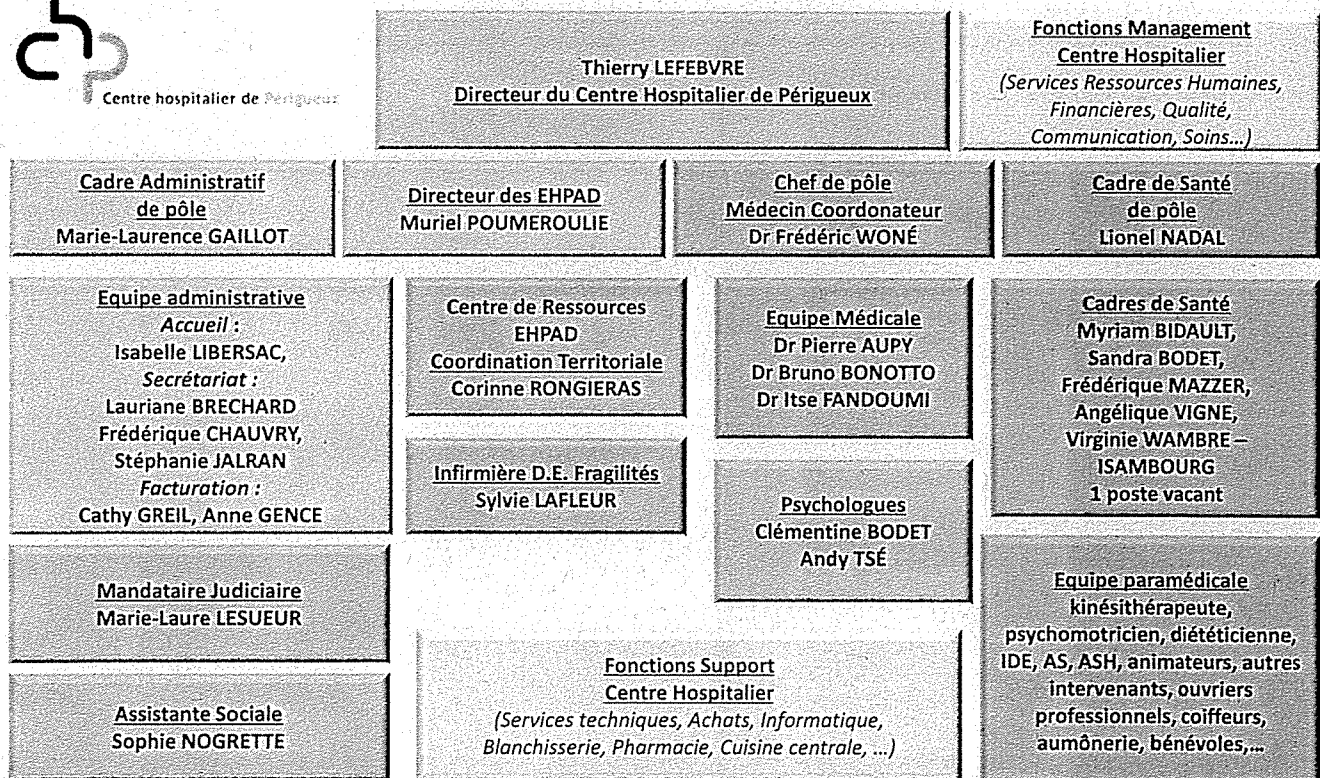 Centre hospitalier de Périgueux
Thierry LEFEBVRE
Directeur du Centre Hospitalier de Périgueux
Fonctions Management
Centre Hospitalier
(Services Ressources Humaines,
Financières, Qualité,
Communication, Soins...)
Cadre Administratif
de pôle
Marie-Laurence GAILLOT
Directeur des EHPAD
Muriel POUMEROULIE
Chef de pôle
Médecin Coordonateur
Dr Frédéric WONÉ
Cadre de Santé
de pôle
Lionel NADAL
Equipe administrative
Accueil :
Isabelle LIBERSAC,
Secrétariat :
Lauriane BRECHARD
Frédérique CHAUVRY,
Stéphanie JALRAN
Facturation :
Cathy GREIL, Anne GENCE
Centre de Ressources
EHPAD
Coordination Territoriale
Corinne RONGIERAS
Equipe Médicale
Dr Pierre AUPY
Dr Bruno BONOTTO
Dr Itse FANDOUMI
Cadres de Santé
Myriam BIDAULT,
Sandra BODET,
Frédérique MAZZER,
Angélique VIGNE,
Virginie WAMBRE –
ISAMBOURG
1 poste vacant
Infirmière D.E. Fragilités
Sylvie LAFLEUR
Psychologues
Clémentine BODET
Andy TSÉ
Mandataire Judiciaire
Marie-Laure LESUEUR
Equipe paramédicale
kinésithérapeute,
psychomotricien, diététicienne,
IDE, AS, ASH, animateurs, autres
intervenants, ouvriers
professionnels, coiffeurs,
aumônerie, bénévoles,...
Fonctions Support
Centre Hospitalier
(Services techniques, Achats, Informatique,
Blanchisserie, Pharmacie, Cuisine centrale, ...)
Assistante Sociale
Sophie NOGRETTE